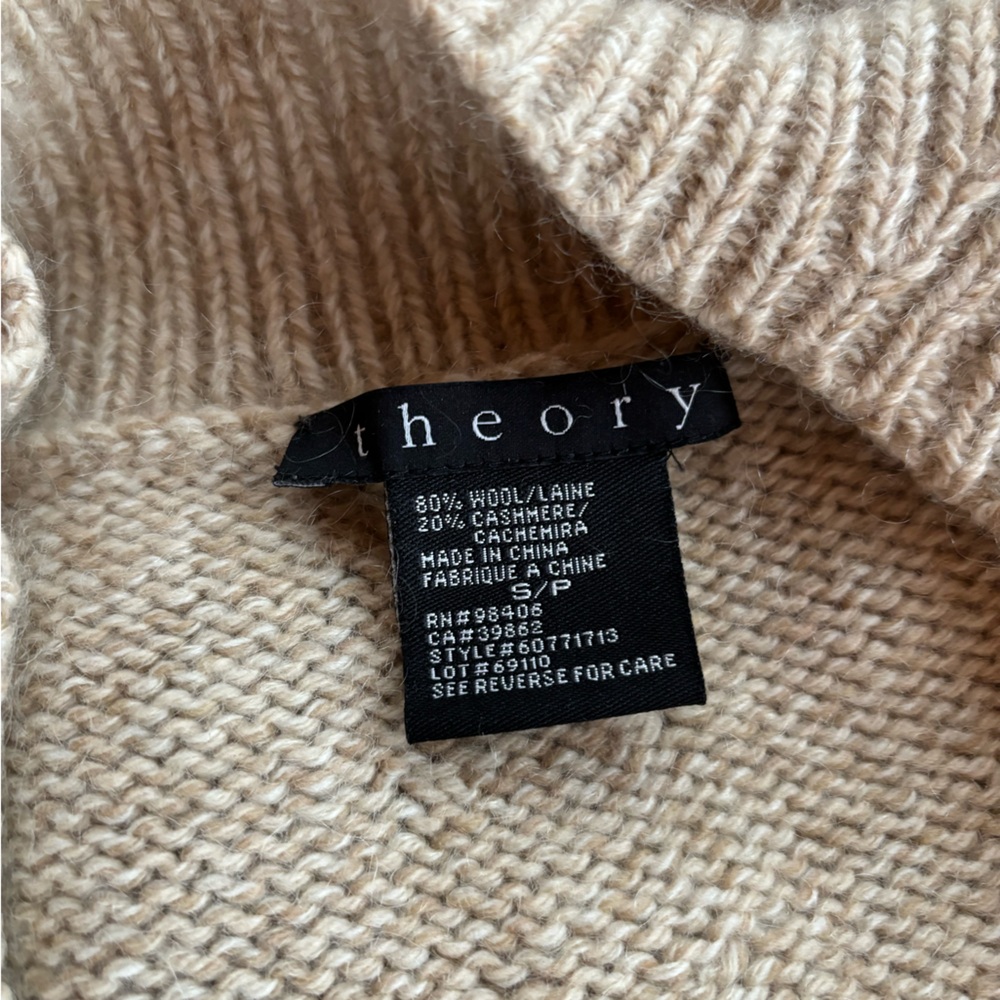 theory
80% WOOL/LAINE
20% CASHMERE/
CACHEMIRA
MADE IN CHINA
FABRIQUE A CHINE
S/P
RN#98406
CA#39862
STYLE#60771713
LOT#69110
SEE REVERSE FOR CARE